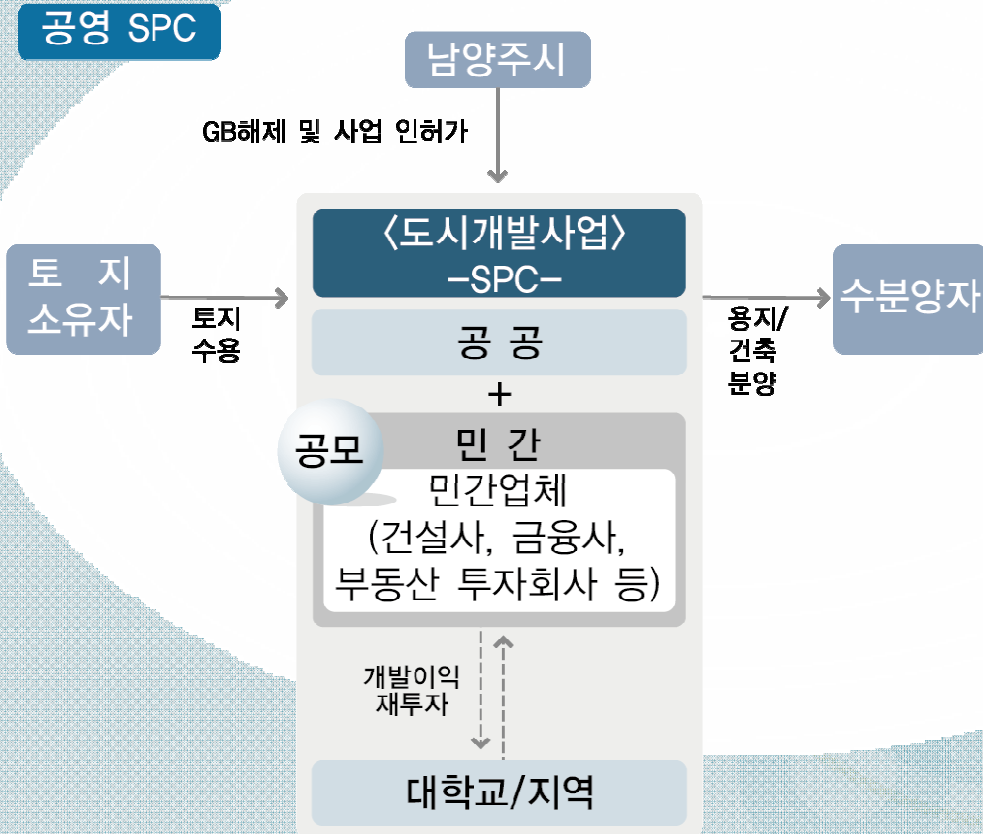 공영 SPC
남양주시
GB해제 및 사업 인허가
〈도시개발사업〉
-SPC-
토 지
소유자
토지
수용
공 공
+
공모
민 간
민간업체
(건설사, 금융사,
부동산 투자회사 등)
용지/
건축
분양
수분양자
개발이익
재투자
대학교/지역